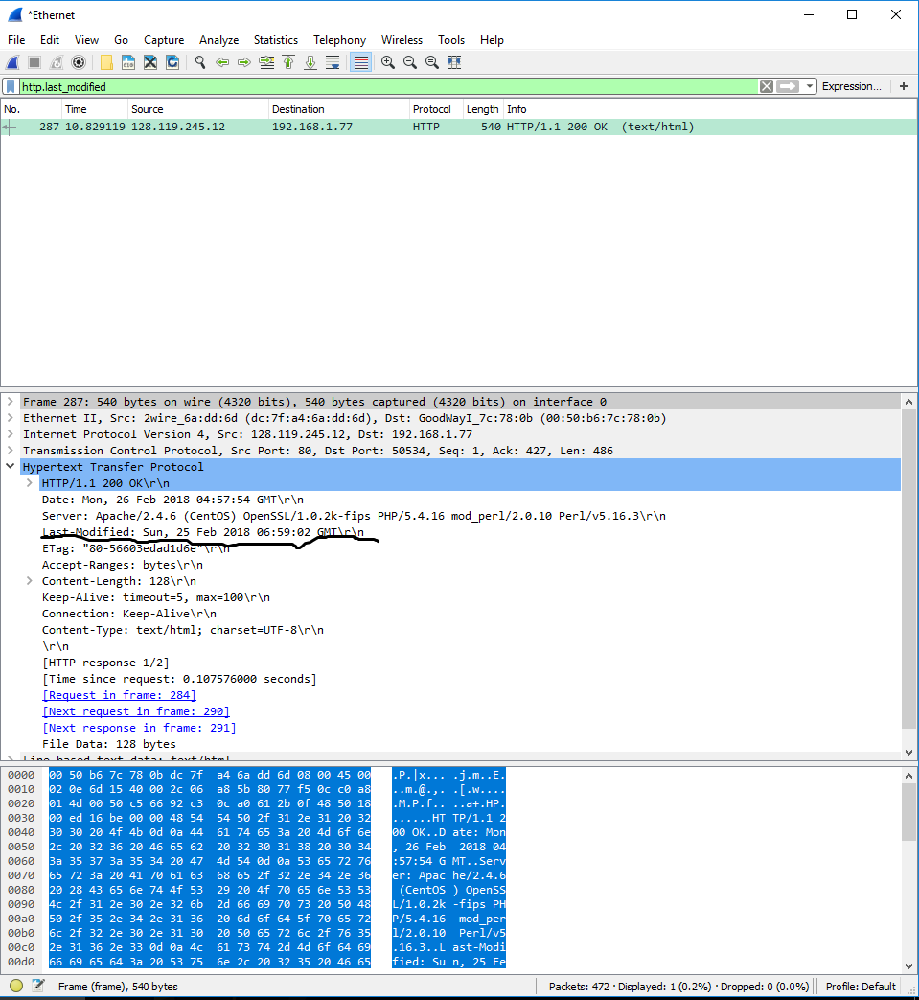 *Ethernet
File Edit View Go Capture Analyze Statistics Telephony Wireless Tools Help
http.last_modified Expression... +
No. Time Source Destination Protocol Length Info
287 10.829119 128.119.245.12 192.168.1.77 HTTP 540 HTTP/1.1 200 OK (text/html)
Frame 287: 540 bytes on wire (4320 bits), 540 bytes captured (4320 bits) on interface 0
Ethernet II, Src: 2wire_6a:dd:6d (dc:7f:a4:6a:dd:6d), Dst: GoodWayI_7c:78:0b (00:50:b6:7c:78:0b)
Internet Protocol Version 4, Src: 128.119.245.12, Dst: 192.168.1.77
Transmission Control Protocol, Src Port: 80, Dst Port: 50534, Seq: 1, Ack: 427, Len: 486
Hypertext Transfer Protocol
HTTP/1.1 200 OK\r\n
Date: Mon, 26 Feb 2018 04:57:54 GMT\r\n
Server: Apache/2.4.6 (CentOS) OpenSSL/1.0.2k-fips PHP/5.4.16 mod_perl/2.0.10 Perl/v5.16.3\r\n
Last-Modified: Sun, 25 Feb 2018 06:59:02 GMT\r\n
ETag: "80-56603edad1d6e"\r\n
Accept-Ranges: bytes\r\n
Content-Length: 128\r\n
Keep-Alive: timeout=5, max=100\r\n
Connection: Keep-Alive\r\n
Content-Type: text/html; charset=UTF-8\r\n
\r\n
[HTTP response 1/2]
[Time since request: 0.107576000 seconds]
[Request in frame: 284]
[Next request in frame: 290]
[Next response in frame: 291]
File Data: 128 bytes
Line-based text data: text/html
0000 00 50 b6 7c 78 0b dc 7f a4 6a dd 6d 08 00 45 00 .P.|x... .j.m..E.
0010 02 0e 6d 15 40 00 2c 06 a8 5b 80 77 f5 0c c0 a8 ..m.@.,. .[.w....
0020 01 4d 00 50 c5 66 92 c3 0c a0 61 2b 0f 48 50 18 .M.P.f.. ..a+.HP.
0030 00 ed 16 be 00 00 48 54 54 50 2f 31 2e 31 20 32 ......HT TP/1.1 2
0040 30 30 20 4f 4b 0d 0a 44 61 74 65 3a 20 4d 6f 6e 00 OK..D ate: Mon
0050 2c 20 32 36 20 46 65 62 20 32 30 31 38 20 30 34 , 26 Feb 2018 04
0060 3a 35 37 3a 35 34 20 47 4d 54 0d 0a 53 65 72 76 :57:54 G MT..Serv
0070 65 72 3a 20 41 70 61 63 68 65 2f 32 2e 34 2e 36 er: Apac he/2.4.6
0080 20 28 43 65 6e 74 4f 53 29 20 4f 70 65 6e 53 53 (CentOS ) OpenSS
0090 4c 2f 31 2e 30 2e 32 6b 2d 66 69 70 73 20 50 48 L/1.0.2k -fips PH
00a0 50 2f 35 2e 34 2e 31 36 20 6d 6f 64 5f 70 65 72 P/5.4.16 mod_per
00b0 6c 2f 32 2e 30 2e 31 30 20 50 65 72 6c 2f 76 35 l/2.0.10 Perl/v5
00c0 2e 31 36 2e 33 0d 0a 4c 61 73 74 2d 4d 6f 64 69 .16.3..L ast-Modi
00d0 66 69 65 64 3a 20 53 75 6e 2c 20 32 35 20 46 65 fied: Su n, 25 Fe
Frame (frame), 540 bytes Packets: 472 · Displayed: 1 (0.2%) · Dropped: 0 (0.0%) Profile: Default